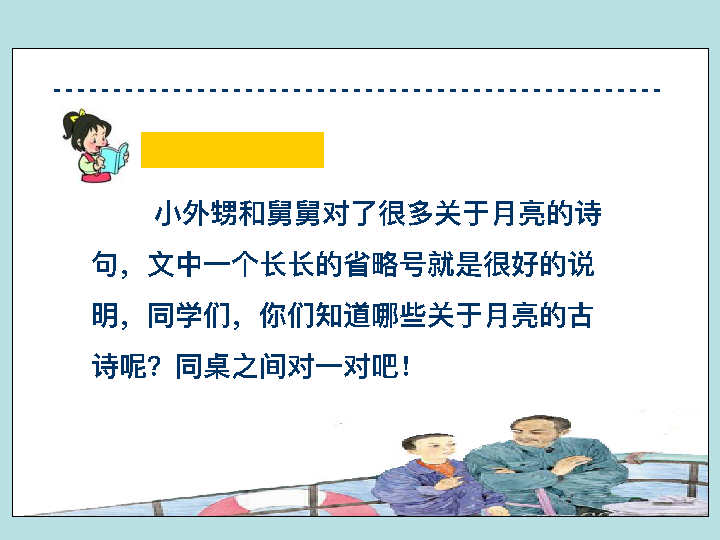 小外甥和舅舅对了很多关于月亮的诗
句，文中一个长长的省略号就是很好的说
明，同学们，你们知道哪些关于月亮的古
诗呢？同桌之间对一对吧！